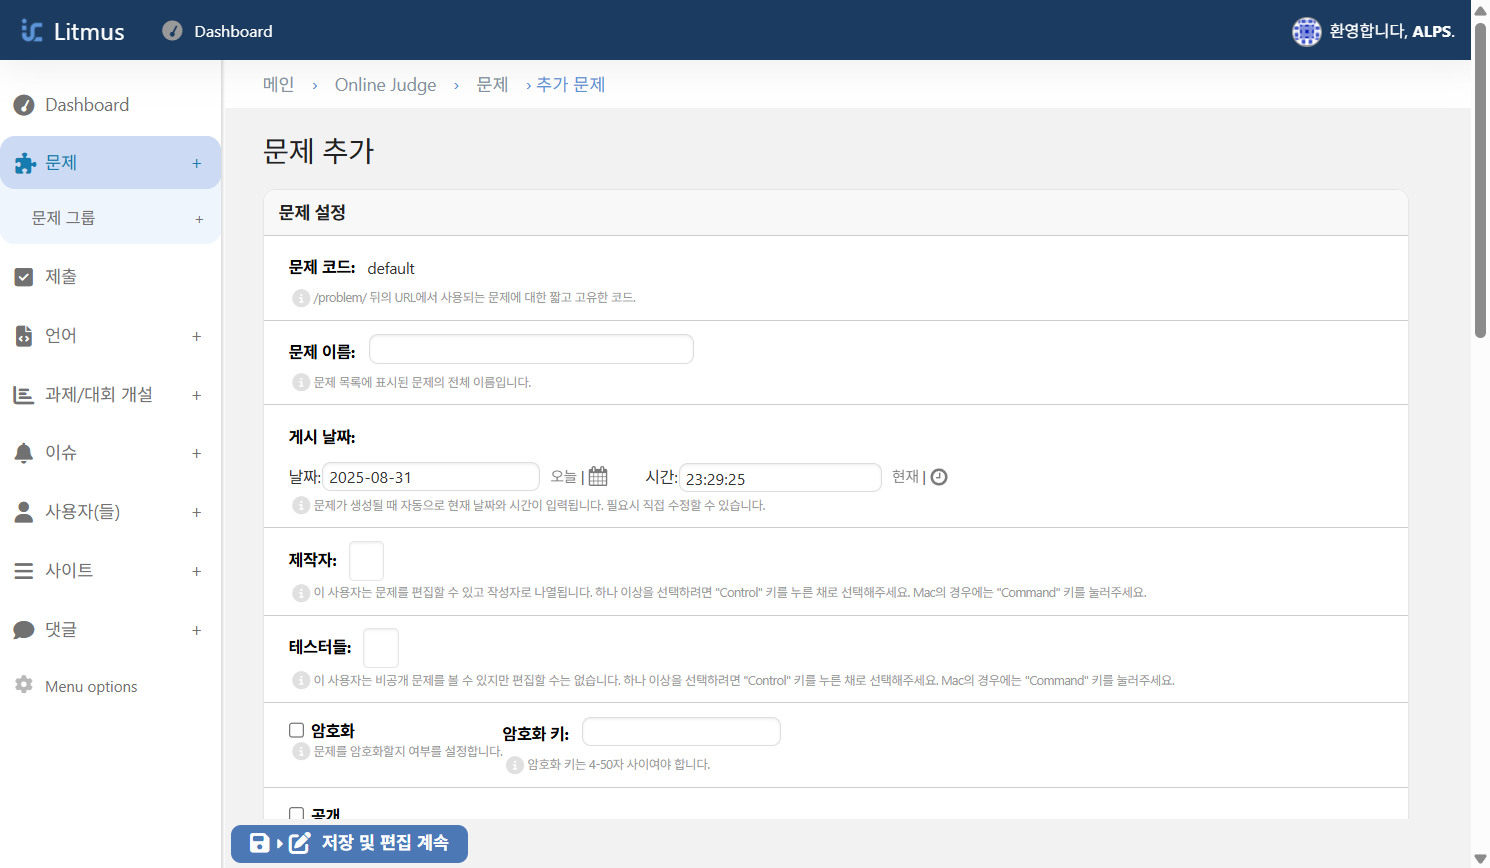 Litmus
Dashboard
환영합니다, ALPS.
메인 › Online Judge › 문제 › 추가 문제
Dashboard
문제 +
문제 그룹 +
제출
언어 +
과제/대회 개설 +
이슈 +
사용자(들) +
사이트 +
댓글 +
Menu options
문제 추가
문제 설정
문제 코드: default
/problem/ 뒤의 URL에서 사용되는 문제에 대한 짧고 고유한 코드.
문제 이름:
문제 목록에 표시된 문제의 전체 이름입니다.
게시 날짜:
날짜: 2025-08-31 오늘 | 시간: 23:29:25 현재 |
문제가 생성될 때 자동으로 현재 날짜와 시간이 입력됩니다. 필요시 직접 수정할 수 있습니다.
제작자:
이 사용자는 문제를 편집할 수 있고 작성자로 나열됩니다. 하나 이상을 선택하려면 "Control" 키를 누른 채로 선택해주세요. Mac의 경우에는 "Command" 키를 눌러주세요.
테스터들:
이 사용자는 비공개 문제를 볼 수 있지만 편집할 수는 없습니다. 하나 이상을 선택하려면 "Control" 키를 누른 채로 선택해주세요. Mac의 경우에는 "Command" 키를 눌러주세요.
암호화 암호화 키:
문제를 암호화할지 여부를 설정합니다.
암호화 키는 4-50자 사이여야 합니다.
공개
저장 및 편집 계속